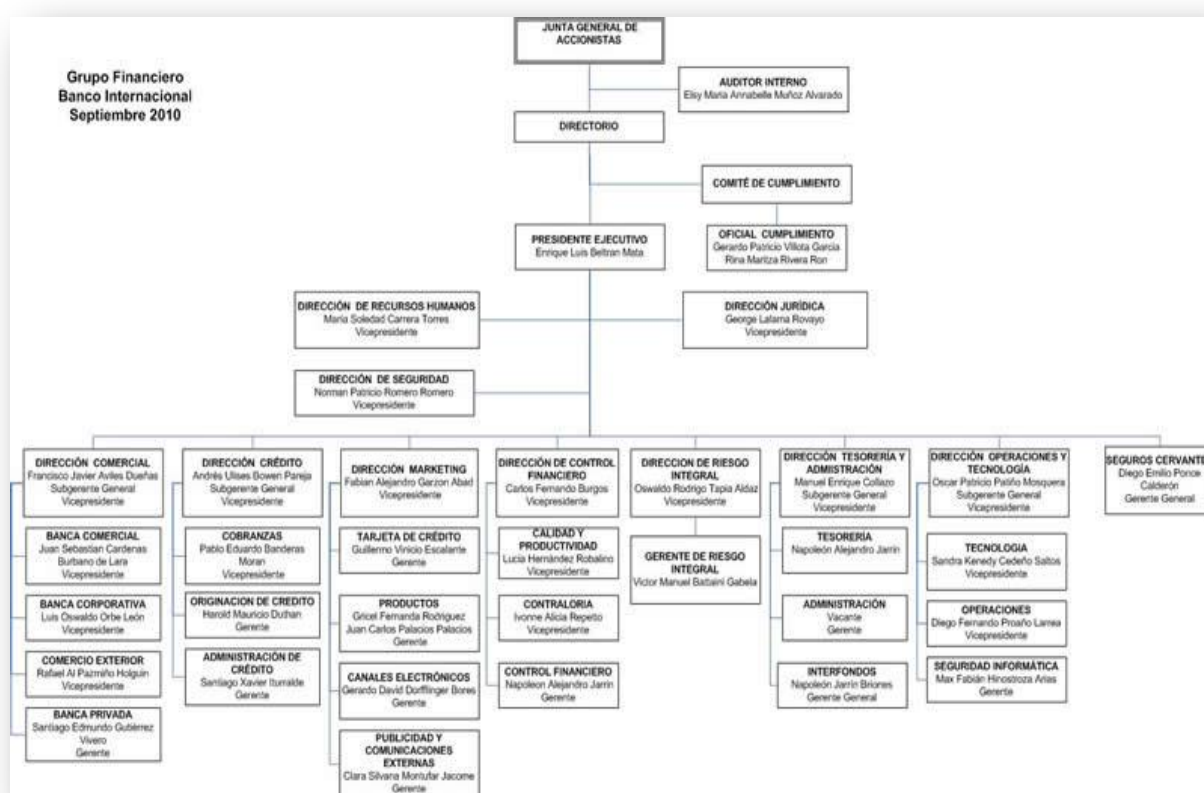 JUNTA GENERAL DE
ACCIONISTAS
Grupo Financiero
Banco Internacional
Septiembre 2010
AUDITOR INTERNO
Elsy Maria Annabelle Muñoz Alvarado
DIRECTORIO
COMITÉ DE CUMPLIMIENTO
PRESIDENTE EJECUTIVO
Enrique Luis Beltran Mata
OFICIAL CUMPLIMIENTO
Gerardo Patricio Villota Garcia
Rina Maritza Rivera Ron
DIRECCIÓN DE RECURSOS HUMANOS
Maria Soledad Carrera Torres
Vicepresidente
DIRECCIÓN JURÍDICA
George Lafama Rovayo
Vicepresidente
DIRECCIÓN DE SEGURIDAD
Norman Patricio Romero Romero
Vicepresidente
DIRECCIÓN COMERCIAL
Francisco Javier Aviles Dueñas
Subgerente General
Vicepresidente
BANCA COMERCIAL
Juan Sebastian Cardenas
Burbano de Lara
Vicepresidente
BANCA CORPORATIVA
Luis Oswaldo Orbe León
Vicepresidente
COMERCIO EXTERIOR
Rafael Al Pazmiño Holguin
Vicepresidente
BANCA PRIVADA
Santiago Edmundo Gutiérrez
Vivero
Gerente
DIRECCIÓN CRÉDITO
Andrés Ulises Bowen Pareja
Subgerente General
Vicepresidente
COBRANZAS
Pablo Eduardo Banderas
Moran
Vicepresidente
ORIGINACION DE CREDITO
Harold Mauricio Duthan
Gerente
ADMINISTRACIÓN DE
CRÉDITO
Santiago Xavier Iturralde
Gerente
DIRECCIÓN MARKETING
Fabian Alejandro Garzon Abad
Vicepresidente
TARJETA DE CRÉDITO
Guillermo Vinicio Escalante
Gerente
PRODUCTOS
Gricel Fernanda Rodriguez
Juan Carlos Palacios Palacios
Gerente
CANALES ELECTRÓNICOS
Gerardo David Dorfflinger Bores
Gerente
PUBLICIDAD Y
COMUNICACIONES
EXTERNAS
Clara Silvana Montufar Jacome
Gerente
DIRECCIÓN DE CONTROL
FINANCIERO
Carlos Fernando Burgos
Vicepresidente
CALIDAD Y
PRODUCTIVIDAD
Lucia Hernández Robalino
Vicepresidente
CONTRALORIA
Ivonne Alicia Repetto
Vicepresidente
CONTROL FINANCIERO
Napoleon Alejandro Jarrin
Gerente
DIRECCION DE RIESGO
INTEGRAL
Oswaldo Rodrigo Tapia Aldaz
Vicepresidente
GERENTE DE RIESGO
INTEGRAL
Victor Manuel Battaini Gabela
DIRECCIÓN TESORERÍA Y
ADMIISTRACIÓN
Manuel Enrique Collazo
Subgerente General
Vicepresidente
TESORERÍA
Napoleón Alejandro Jarrin
ADMINISTRACIÓN
Vacante
Gerente
INTERFONDOS
Napoleón Jarrin Briones
Gerente General
DIRECCIÓN OPERACIONES Y
TECNOLOGÍA
Oscar Patricio Patiño Mosquera
Subgerente General
Vicepresidente
TECNOLOGIA
Sandra Kenedy Cedeño Saltos
Vicepresidente
OPERACIONES
Diego Fernando Proaño Larrea
Vicepresidente
SEGURIDAD INFORMÁTICA
Max Fabián Hinostroza Arias
Gerente
SEGUROS CERVANTE
Diego Emilio Ponce
Calderón
Gerente General